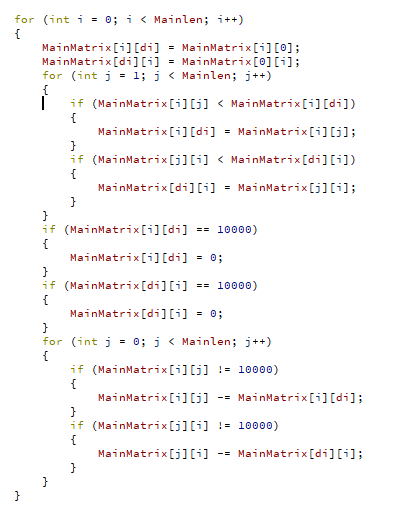 for (int i = 0; i < Mainlen; i++)
{
    MainMatrix[i][di] = MainMatrix[i][0];
    MainMatrix[di][i] = MainMatrix[0][i];
    for (int j = 1; j < Mainlen; j++)
    {
        if (MainMatrix[i][j] < MainMatrix[i][di])
        {
            MainMatrix[i][di] = MainMatrix[i][j];
        }
        if (MainMatrix[j][i] < MainMatrix[di][i])
        {
            MainMatrix[di][i] = MainMatrix[j][i];
        }
    }
    if (MainMatrix[i][di] == 10000)
    {
        MainMatrix[i][di] = 0;
    }
    if (MainMatrix[di][i] == 10000)
    {
        MainMatrix[di][i] = 0;
    }
    for (int j = 0; j < Mainlen; j++)
    {
        if (MainMatrix[i][j] != 10000)
        {
            MainMatrix[i][j] -= MainMatrix[i][di];
        }
        if (MainMatrix[j][i] != 10000)
        {
            MainMatrix[j][i] -= MainMatrix[di][i];
        }
    }
}